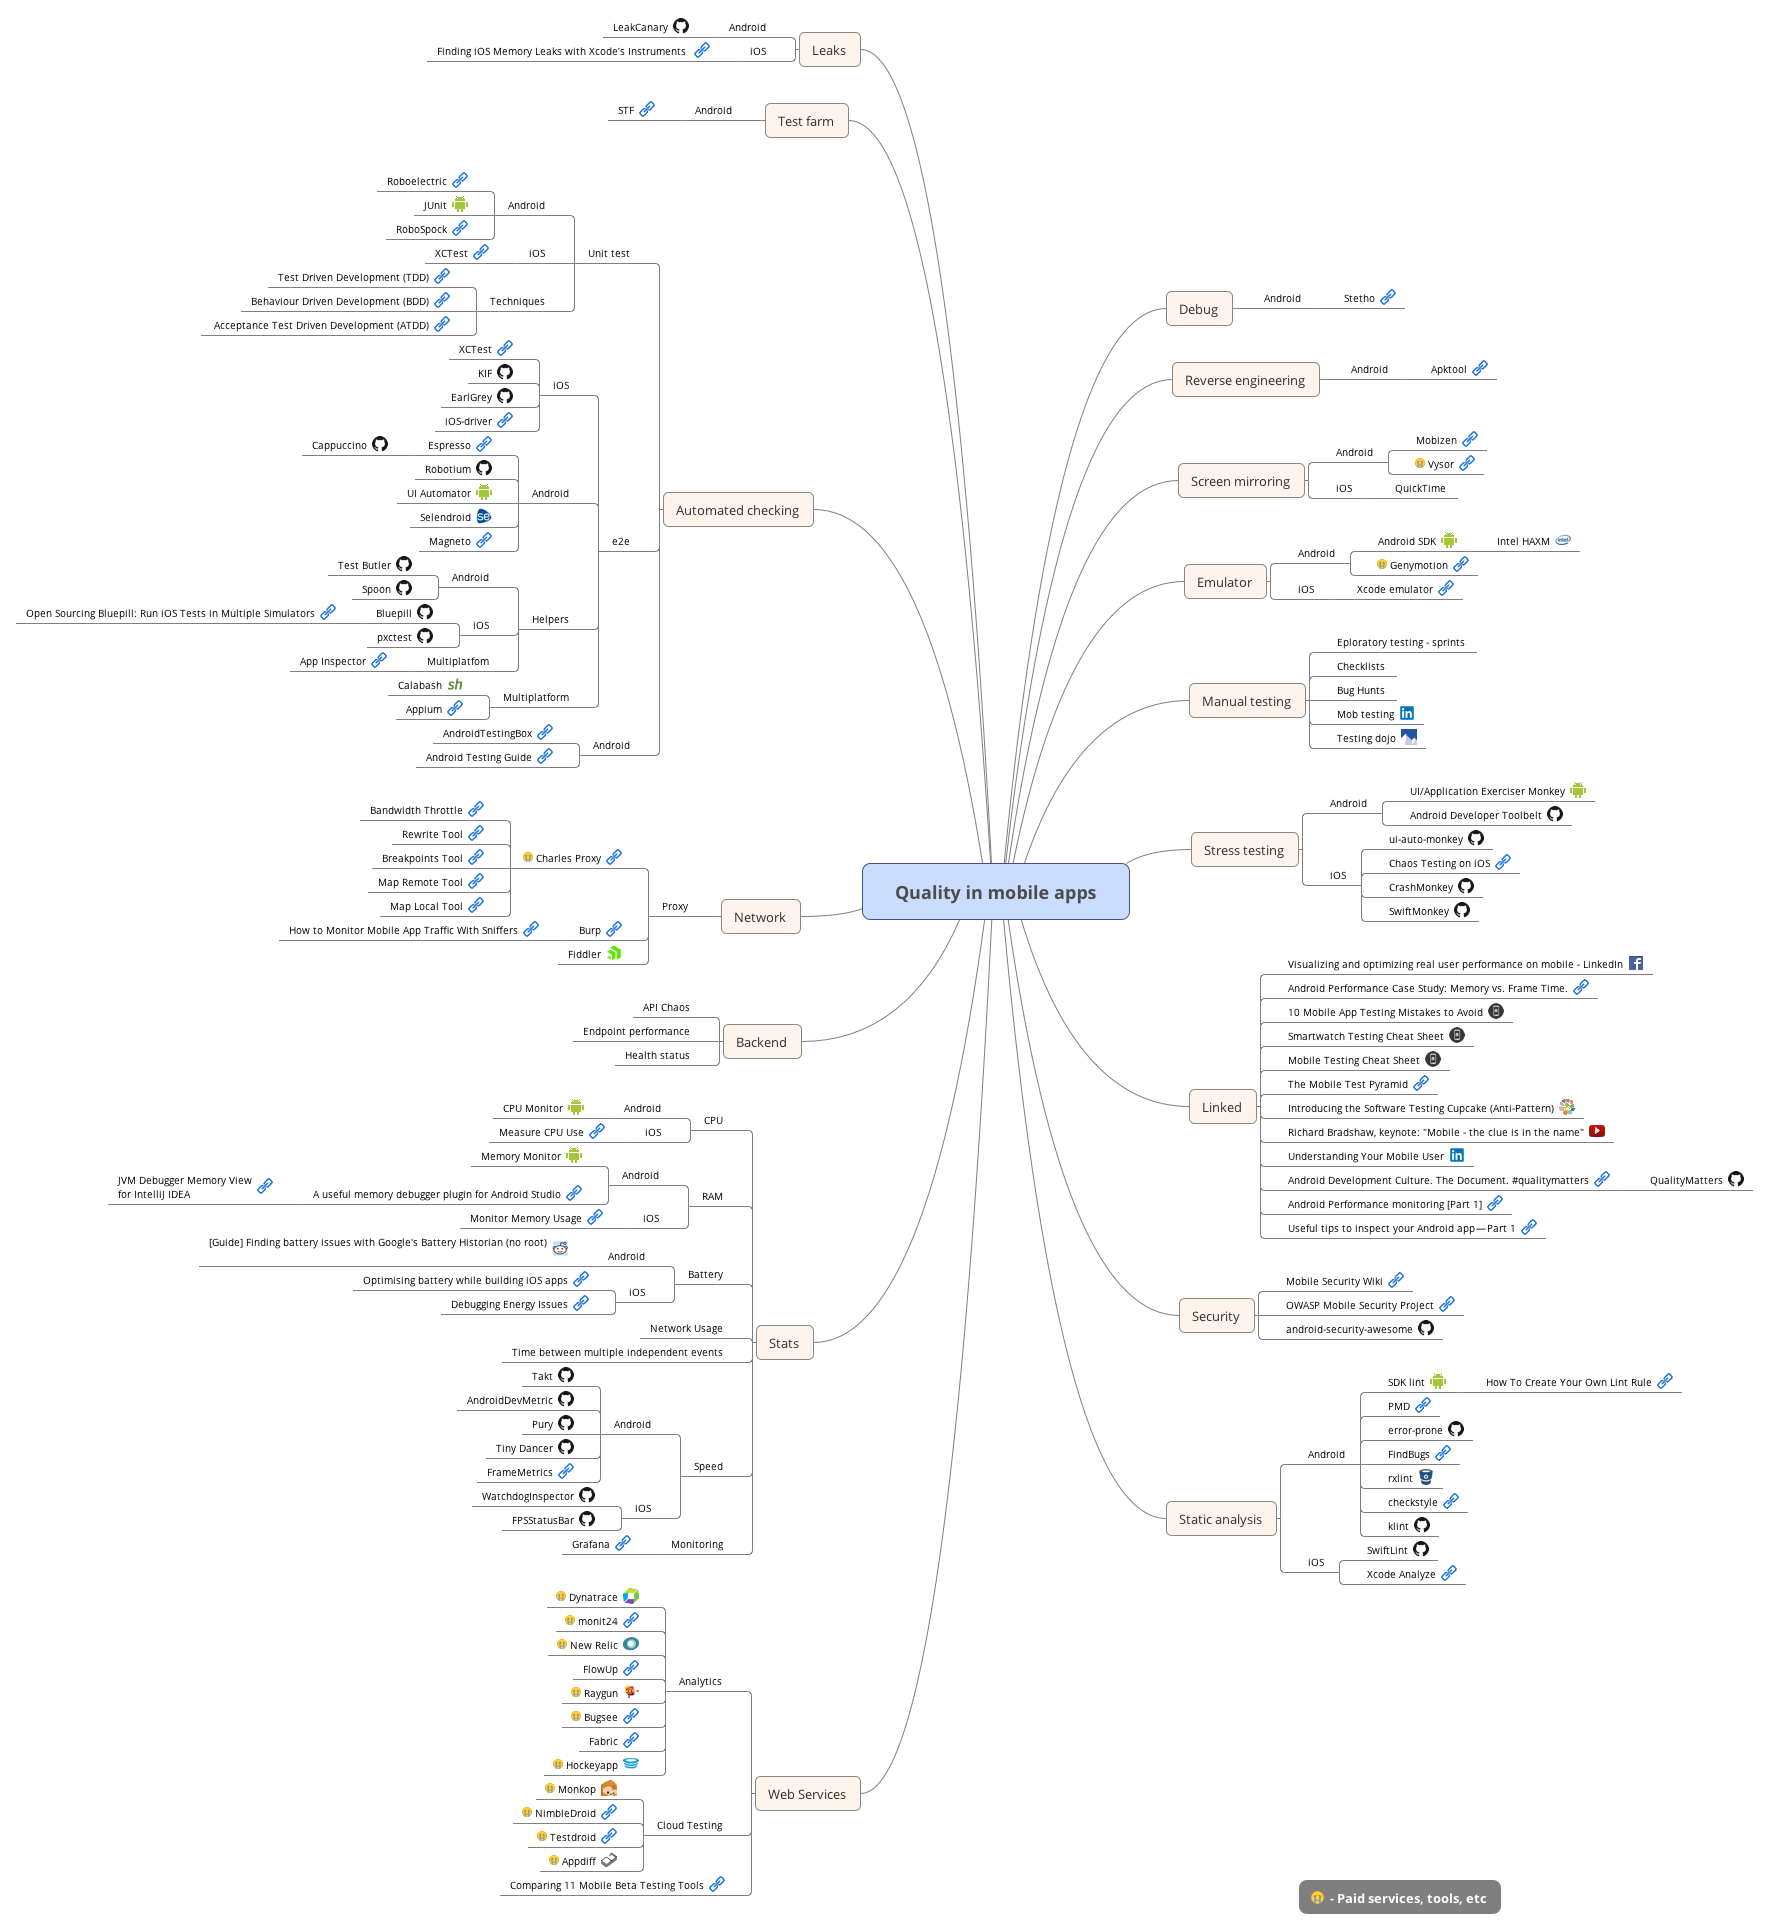 Quality in mobile apps
Leaks
Android
LeakCanary
iOS
Finding iOS Memory Leaks with Xcode's Instruments
Test farm
Android
STF
Automated checking
Unit test
Android
Roboelectric
JUnit
RoboSpock
iOS
XCTest
Techniques
Test Driven Development (TDD)
Behaviour Driven Development (BDD)
Acceptance Test Driven Development (ATDD)
e2e
iOS
XCTest
KIF
EarlGrey
iOS-driver
Android
Espresso
Cappuccino
Robotium
UI Automator
Selendroid
Se
Magneto
Helpers
Android
Test Butler
Spoon
iOS
Bluepill
Open Sourcing Bluepill: Run iOS Tests in Multiple Simulators
pxctest
Multiplatfom
App Inspector
Multiplatform
Calabash
sh
Appium
Android
AndroidTestingBox
Android Testing Guide
Network
Proxy
Charles Proxy
Bandwidth Throttle
Rewrite Tool
Breakpoints Tool
Map Remote Tool
Map Local Tool
Burp
How to Monitor Mobile App Traffic With Sniffers
Fiddler
Backend
API Chaos
Endpoint performance
Health status
Stats
CPU
Android
CPU Monitor
iOS
Measure CPU Use
RAM
Android
Memory Monitor
A useful memory debugger plugin for Android Studio
JVM Debugger Memory View
for IntelliJ IDEA
iOS
Monitor Memory Usage
Battery
Android
[Guide] Finding battery issues with Google's Battery Historian (no root)
iOS
Optimising battery while building iOS apps
Debugging Energy Issues
Network Usage
Time between multiple independent events
Speed
Android
Takt
AndroidDevMetric
Pury
Tiny Dancer
FrameMetrics
iOS
WatchdogInspector
FPSStatusBar
Monitoring
Grafana
Web Services
Analytics
Dynatrace
monit24
New Relic
FlowUp
Raygun
Bugsee
Fabric
Hockeyapp
Cloud Testing
Monkop
NimbleDroid
Testdroid
Appdiff
Comparing 11 Mobile Beta Testing Tools
Debug
Android
Stetho
Reverse engineering
Android
Apktool
Screen mirroring
Android
Mobizen
Vysor
iOS
QuickTime
Emulator
Android
Android SDK
Intel HAXM
intel
Genymotion
iOS
Xcode emulator
Manual testing
Eploratory testing - sprints
Checklists
Bug Hunts
Mob testing
in
Testing dojo
Stress testing
Android
UI/Application Exerciser Monkey
Android Developer Toolbelt
iOS
ui-auto-monkey
Chaos Testing on iOS
CrashMonkey
SwiftMonkey
Linked
Visualizing and optimizing real user performance on mobile - LinkedIn
f
Android Performance Case Study: Memory vs. Frame Time.
10 Mobile App Testing Mistakes to Avoid
Smartwatch Testing Cheat Sheet
Mobile Testing Cheat Sheet
The Mobile Test Pyramid
Introducing the Software Testing Cupcake (Anti-Pattern)
Richard Bradshaw, keynote: "Mobile - the clue is in the name"
Understanding Your Mobile User
in
Android Development Culture. The Document. #qualitymatters
QualityMatters
Android Performance monitoring [Part 1]
Useful tips to inspect your Android app — Part 1
Security
Mobile Security Wiki
OWASP Mobile Security Project
android-security-awesome
Static analysis
Android
SDK lint
How To Create Your Own Lint Rule
PMD
error-prone
FindBugs
rxlint
checkstyle
klint
iOS
SwiftLint
Xcode Analyze
- Paid services, tools, etc